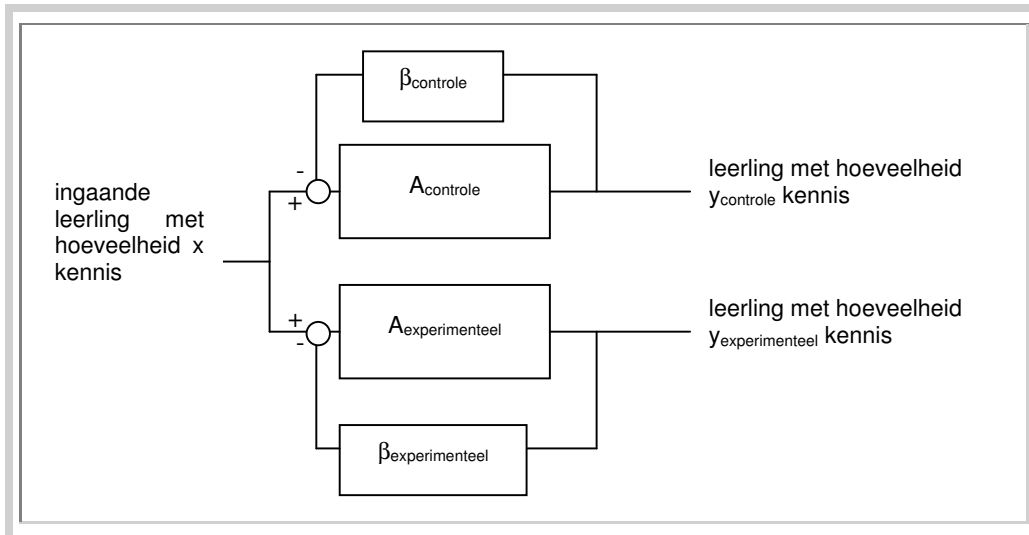 βcontrole
-
+
Acontrole
ingaande
leerling met
hoeveelheid x
kennis
leerling met hoeveelheid
ycontrole kennis
+
-
Aexperimenteel
leerling met hoeveelheid
yexperimenteel kennis
βexperimenteel